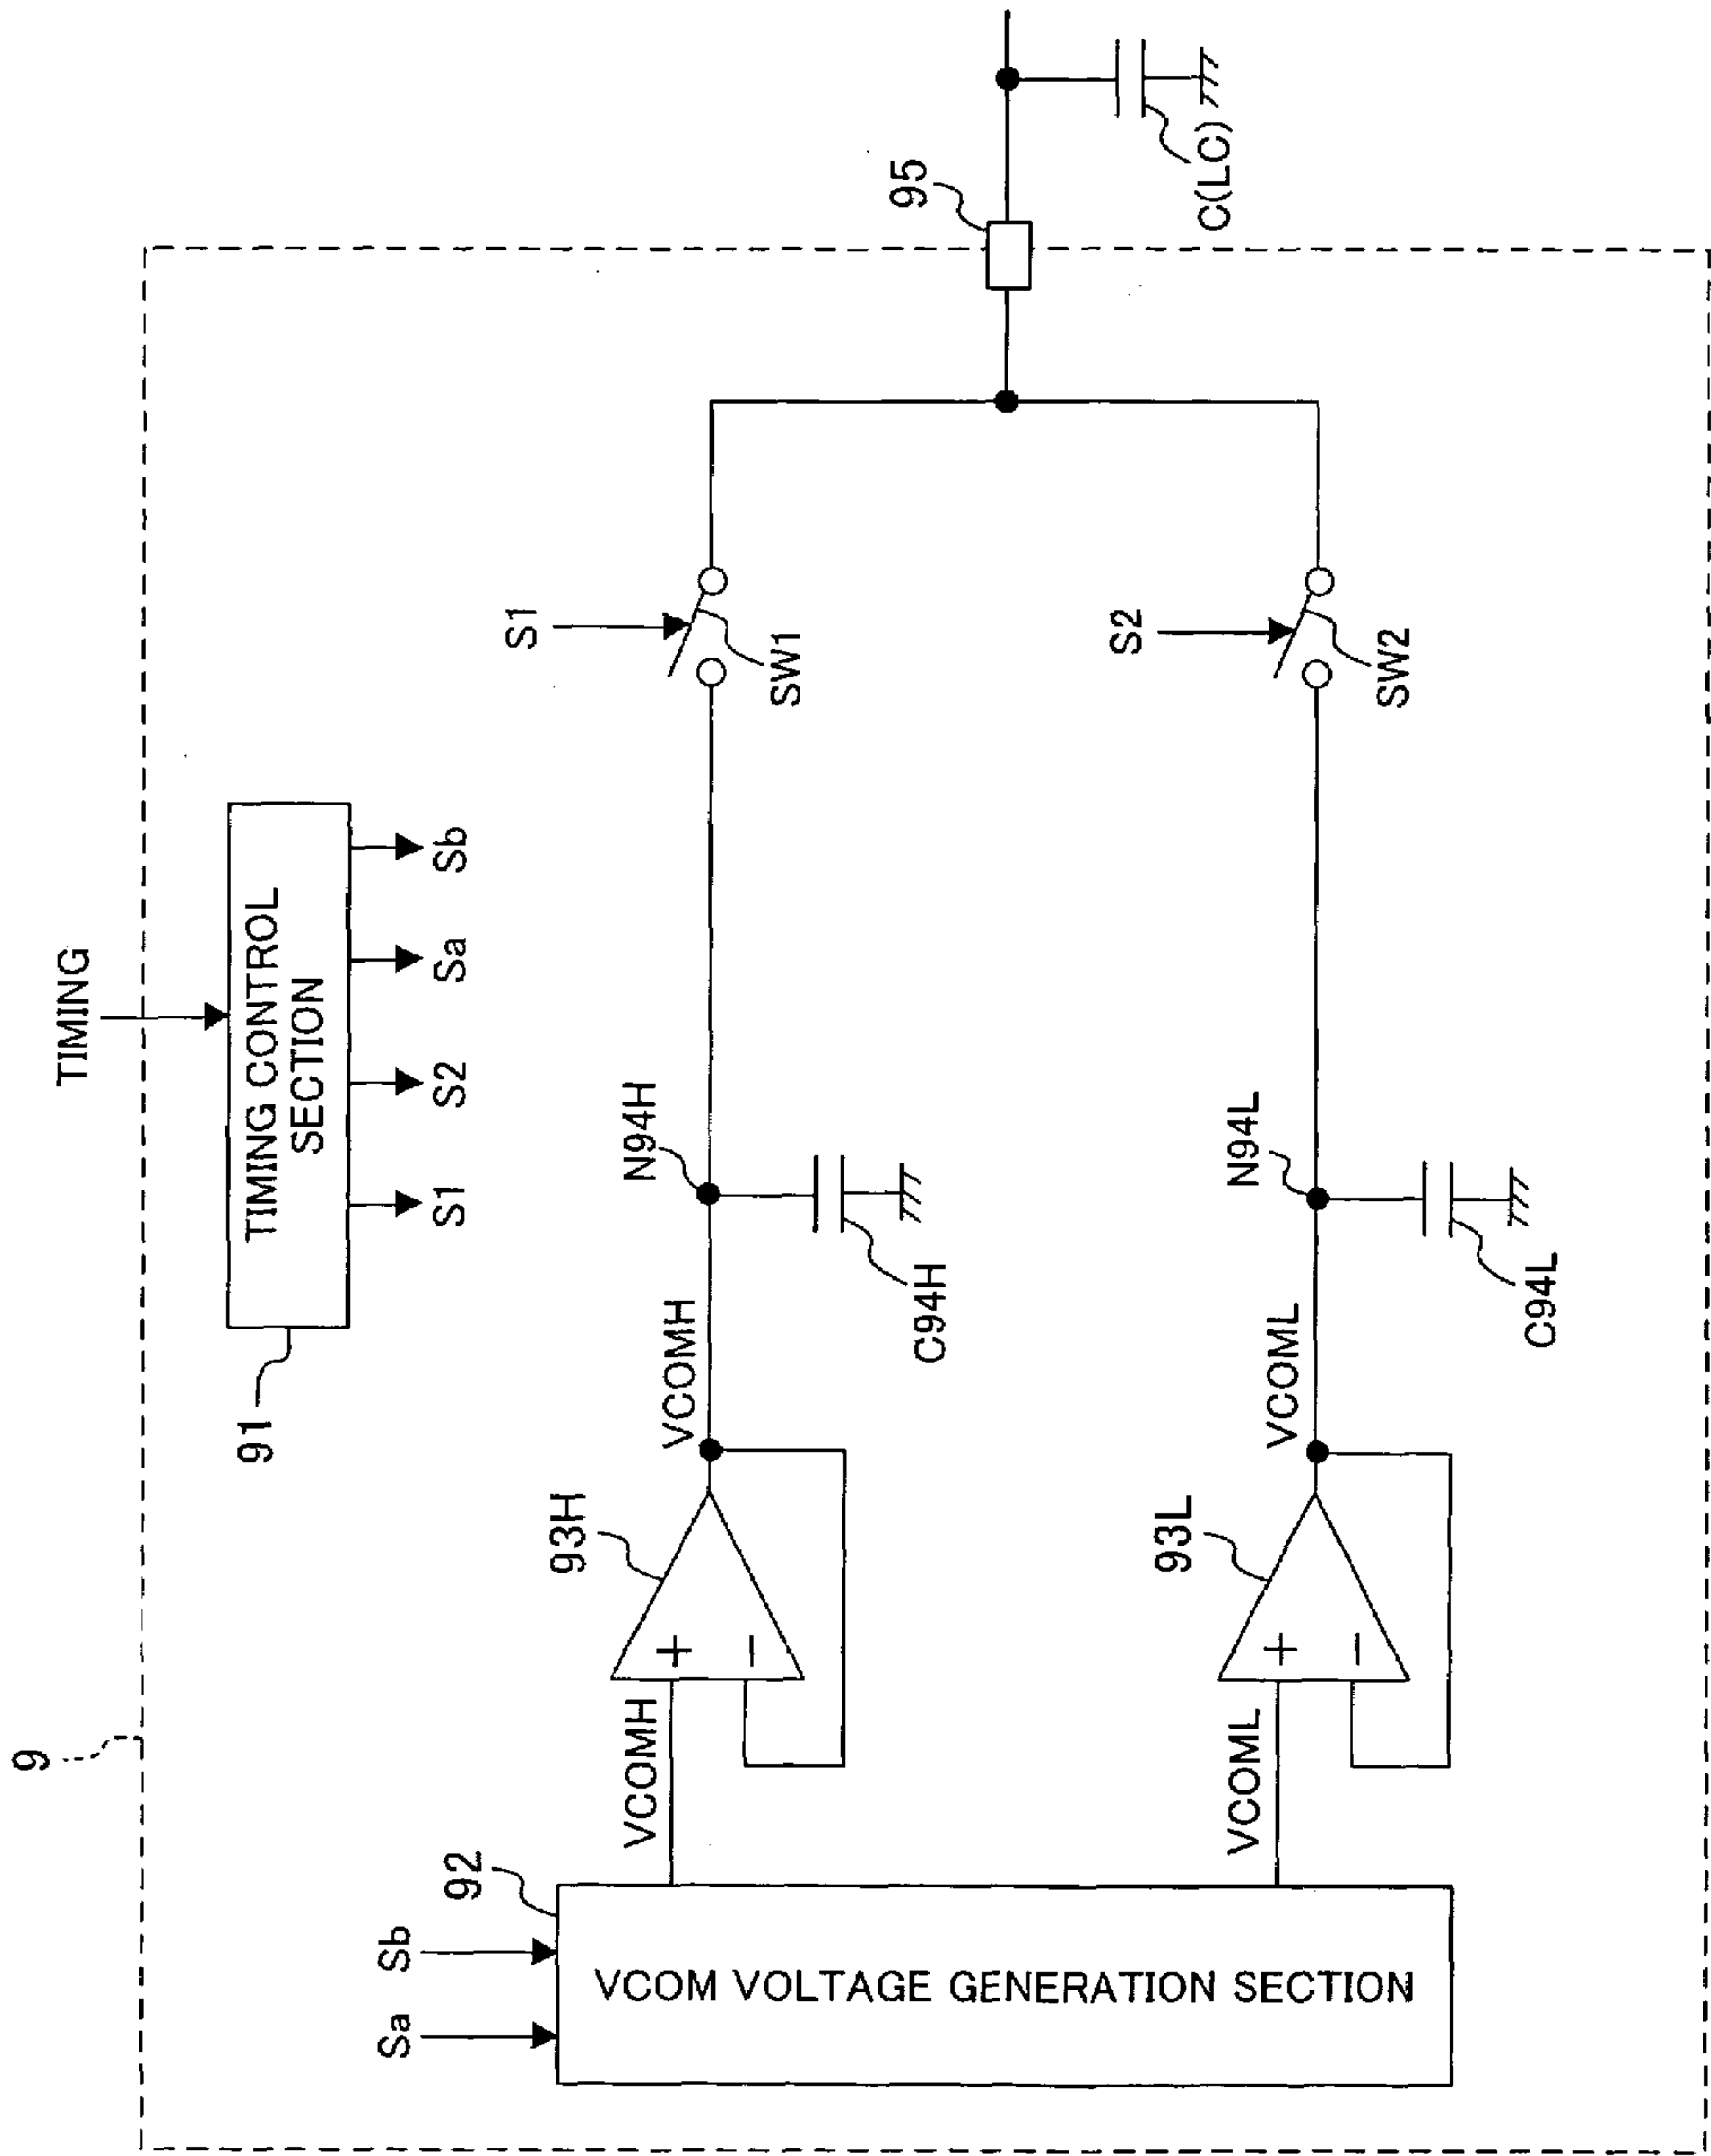 9
TIMING
91
TIMING CONTROL
SECTION
S1
S2
Sa
Sb
Sa
Sb
92
VCOM VOLTAGE GENERATION SECTION
VCOMH
93H
+
-
VCOMH
N94H
C94H
S1
SW1
VCOML
93L
+
-
VCOML
N94L
C94L
S2
SW2
95
C(LC)